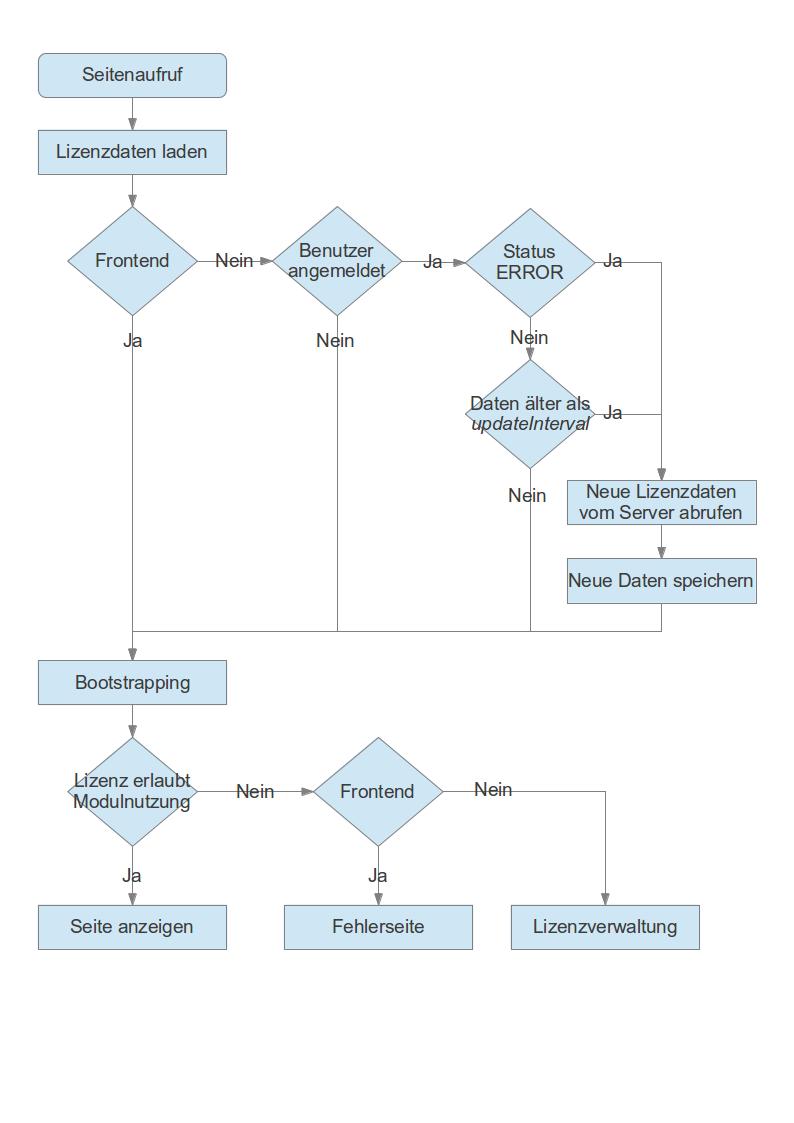 Seitenaufruf
Lizenzdaten laden
Frontend
Nein
Benutzer
angemeldet
Ja
Status
ERROR
Ja
Ja
Nein
Nein
Daten älter als
updateInterval
Ja
Nein
Neue Lizenzdaten
vom Server abrufen
Neue Daten speichern
Bootstrapping
Lizenz erlaubt
Modulnutzung
Nein
Frontend
Nein
Ja
Ja
Seite anzeigen
Fehlerseite
Lizenzverwaltung